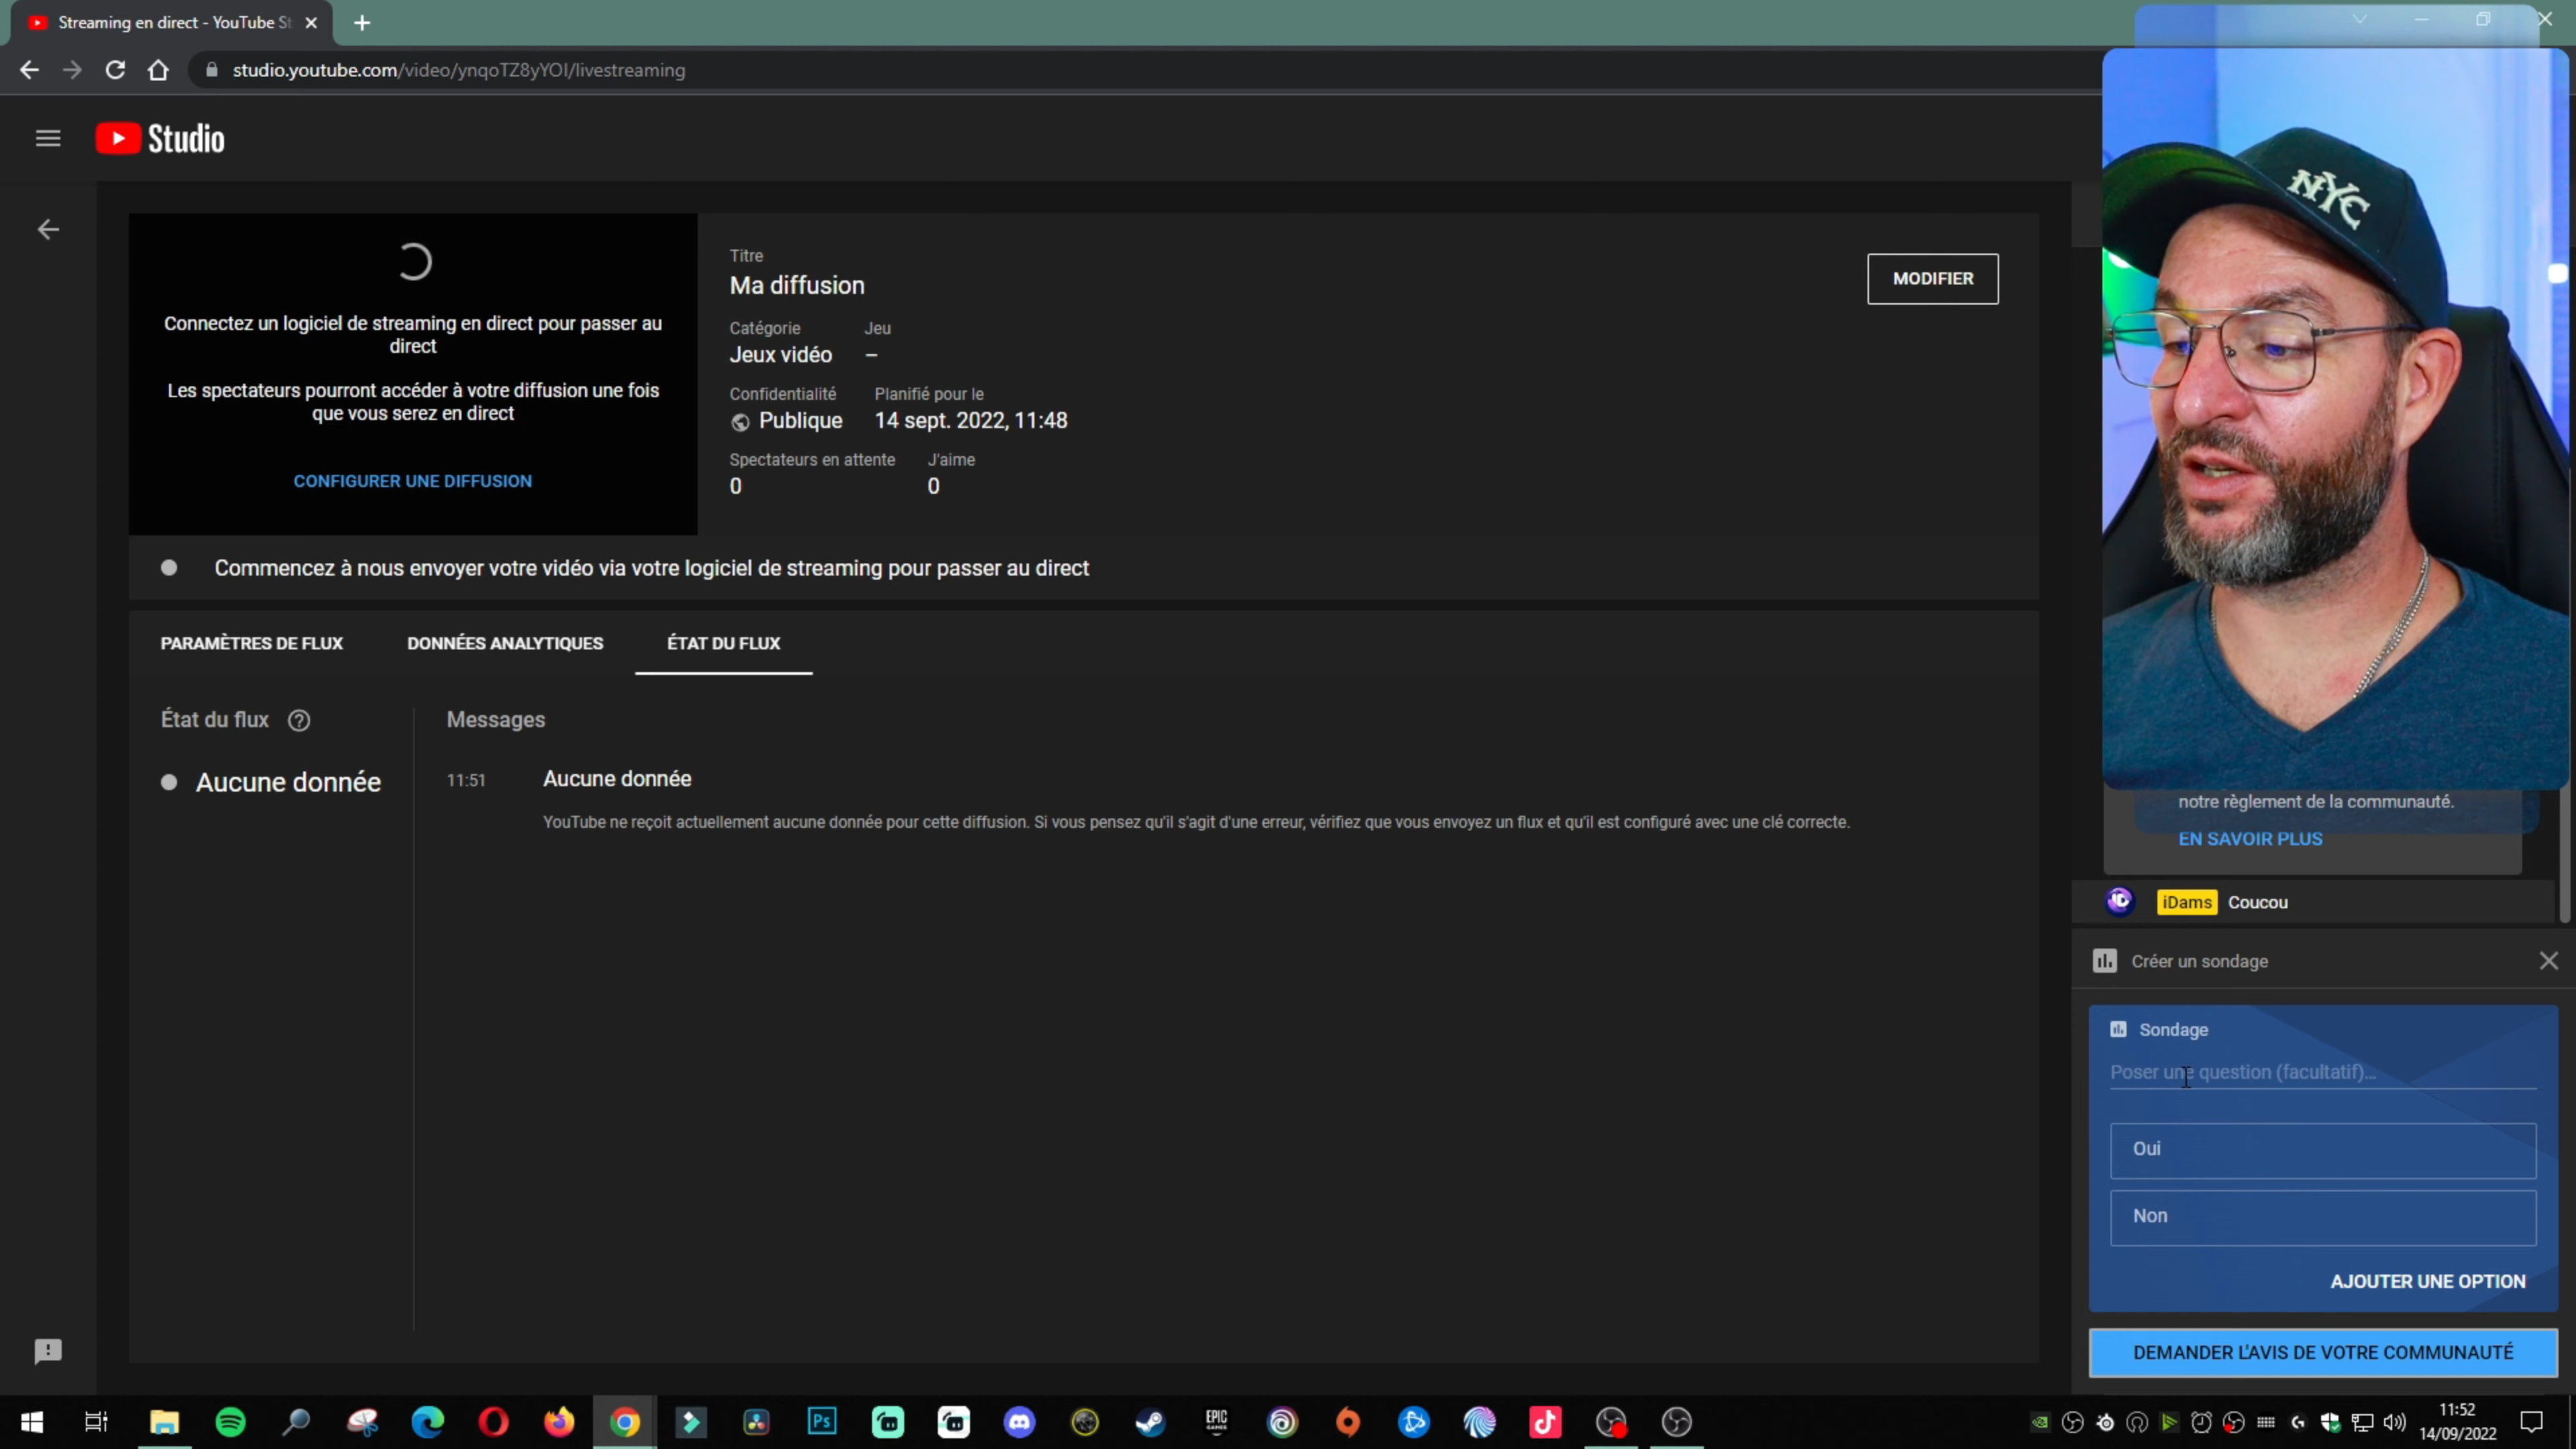 Streaming en direct - YouTube St
studio.youtube.com/video/ynqoTZ8yYOI/livestreaming
Studio
NYC
Connectez un logiciel de streaming en direct pour passer au
direct
Les spectateurs pourront accéder à votre diffusion une fois
que vous serez en direct
CONFIGURER UNE DIFFUSION
Titre
Ma diffusion
MODIFIER
Catégorie Jeu
Jeux vidéo –
Confidentialité Planifié pour le
Publique 14 sept. 2022, 11:48
Spectateurs en attente J'aime
0 0
Commencez à nous envoyer votre vidéo via votre logiciel de streaming pour passer au direct
PARAMÈTRES DE FLUX DONNÉES ANALYTIQUES ÉTAT DU FLUX
État du flux Messages
Aucune donnée
11:51 Aucune donnée
YouTube ne reçoit actuellement aucune donnée pour cette diffusion. Si vous pensez qu'il s'agit d'une erreur, vérifiez que vous envoyez un flux et qu'il est configuré avec une clé correcte.
notre règlement de la communauté.
EN SAVOIR PLUS
iDams Coucou
Créer un sondage
Sondage
Poser une question (facultatif)...
Oui
Non
AJOUTER UNE OPTION
DEMANDER L'AVIS DE VOTRE COMMUNAUTÉ
Ps
EPIC
GAMES
11:52
14/09/2022